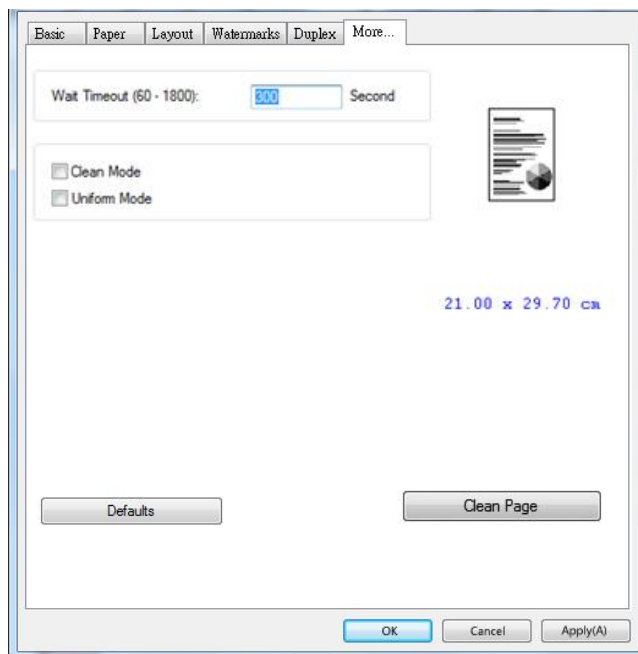 Basic Paper Layout Watermarks Duplex More...
Wait Timeout (60 - 1800): 300 Second
Clean Mode
Uniform Mode
21.00 x 29.70 cm
Defaults Clean Page
OK Cancel Apply(A)